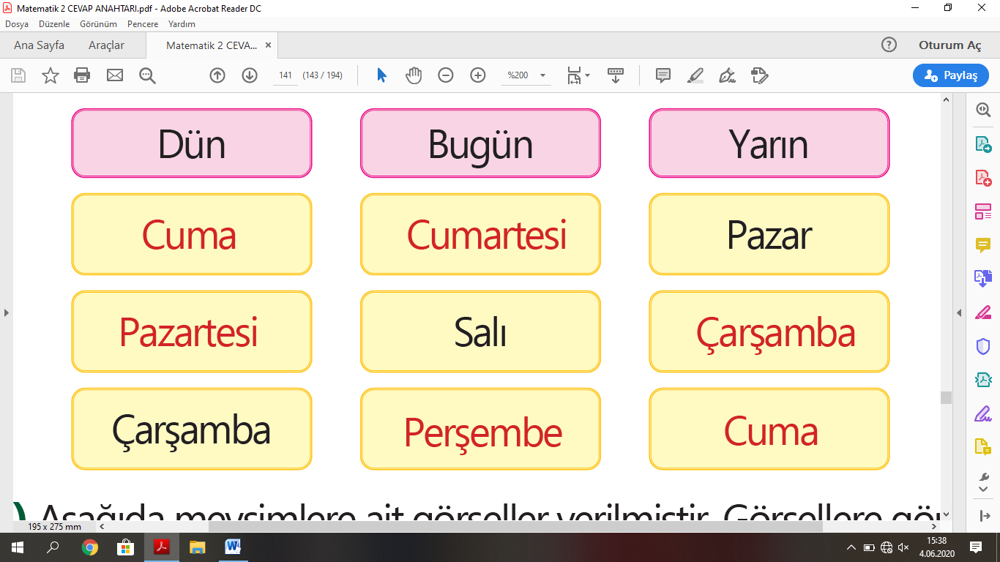 Matematik 2 CEVAP ANAHTARI.pdf - Adobe Acrobat Reader DC
Dosya Düzenle Görünüm Pencere Yardım
Ana Sayfa Araçlar Matematik 2 CEVA... × Oturum Aç
141 (143 / 194) %200 Paylaş
Dün Bugün Yarın
Cuma Cumartesi Pazar
Pazartesi Salı Çarşamba
Çarşamba Perşembe Cuma
) Aşağıda mevsimlere ait görseller verilmiştir. Görsellere gör
195 x 275 mm
15:38
4.06.2020